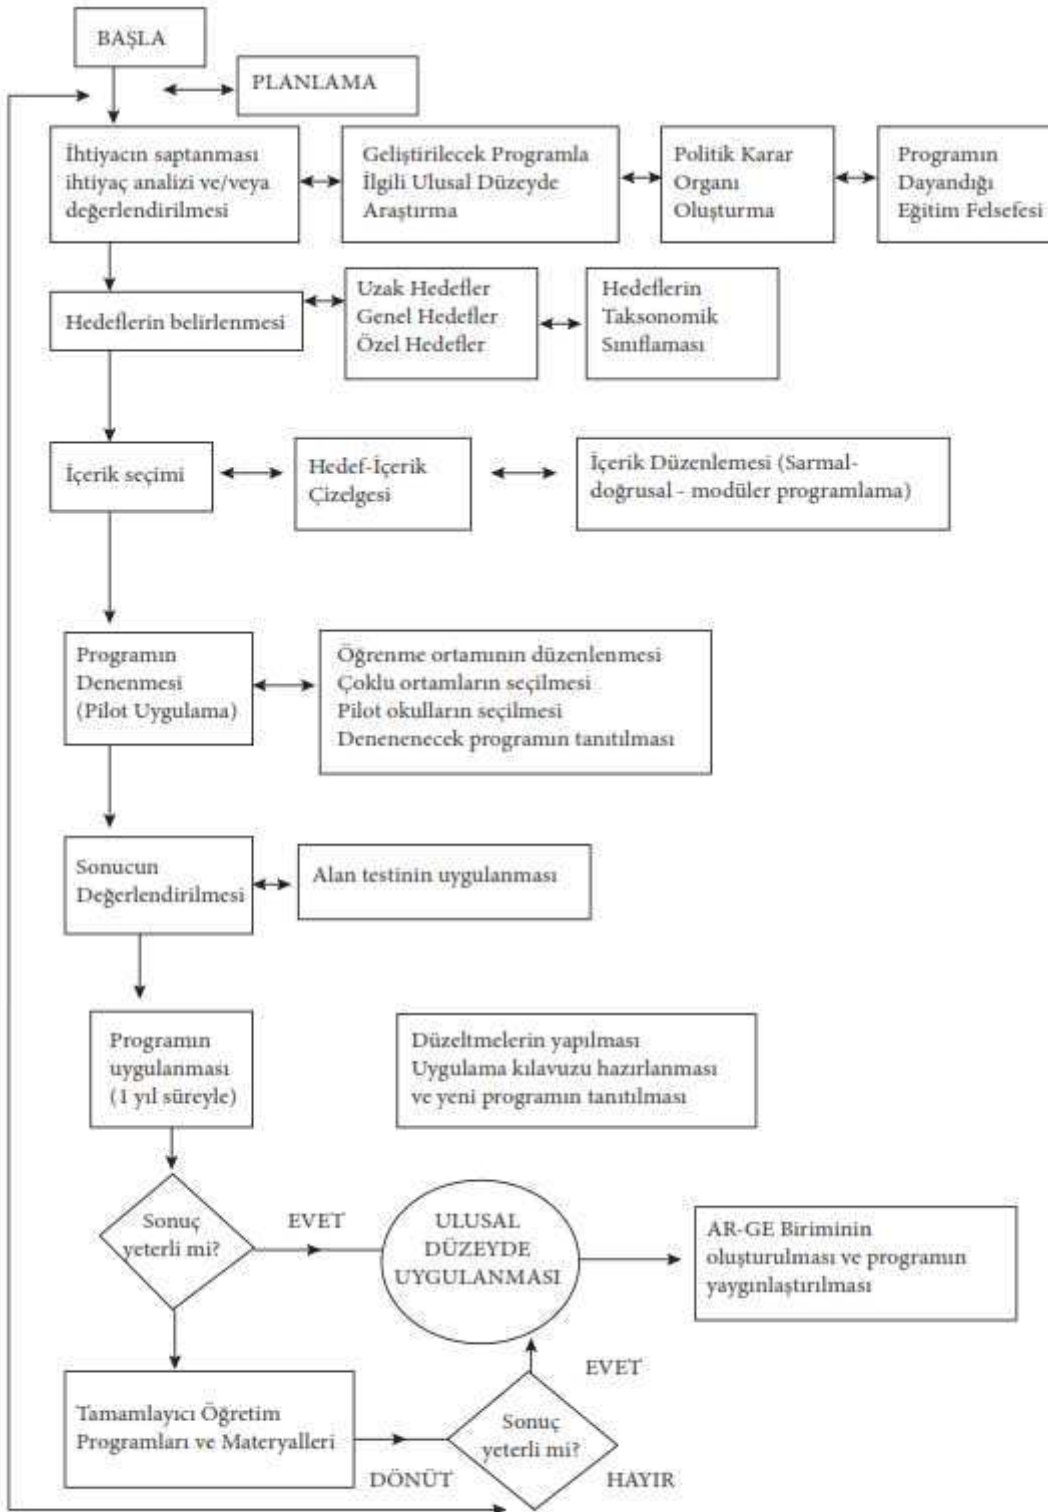 BAŞLA
PLANLAMA
İhtiyacın saptanması
ihtiyaç analizi ve/veya
değerlendirilmesi
Geliştirilecek Programla
İlgili Ulusal Düzeyde
Araştırma
Politik Karar
Organı
Oluşturma
Programın
Dayandığı
Eğitim Felsefesi
Hedeflerin belirlenmesi
Uzak Hedefler
Genel Hedefler
Özel Hedefler
Hedeflerin
Taksonomik
Sınıflaması
İçerik seçimi
Hedef-İçerik
Çizelgesi
İçerik Düzenlemesi (Sarmal-
doğrusal - modüler programlama)
Programın
Denenmesi
(Pilot Uygulama)
Öğrenme ortamının düzenlenmesi
Çoklu ortamların seçilmesi
Pilot okulların seçilmesi
Denenenecek programın tanıtılması
Sonucun
Değerlendirilmesi
Alan testinin uygulanması
Programın
uygulanması
(1 yıl süreyle)
Düzeltmelerin yapılması
Uygulama kılavuzu hazırlanması
ve yeni programın tanıtılması
Sonuç
yeterli mi?
EVET
ULUSAL
DÜZEYDE
UYGULANMASI
AR-GE Biriminin
oluşturulması ve programın
yaygınlaştırılması
Tamamlayıcı Öğretim
Programları ve Materyalleri
DÖNÜT
Sonuç
yeterli mi?
EVET
HAYIR